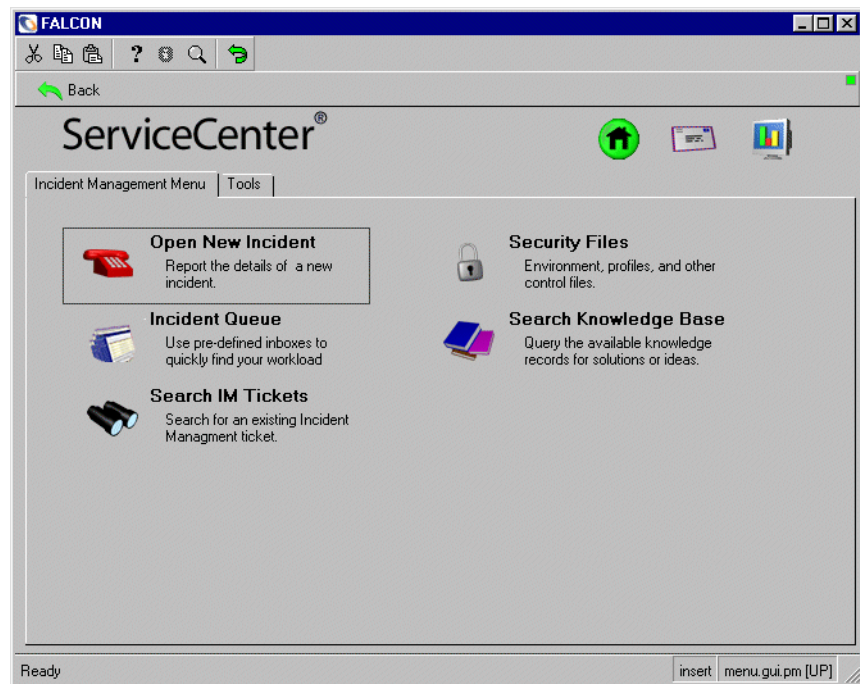 FALCON
?
Back
ServiceCenter®
Incident Management Menu
Tools
Open New Incident
Report the details of a new
incident.
Incident Queue
Use pre-defined inboxes to
quickly find your workload
Search IM Tickets
Search for an existing Incident
Managment ticket.
Security Files
Environment, profiles, and other
control files.
Search Knowledge Base
Query the available knowledge
records for solutions or ideas.
Ready
insert
menu.gui.pm [UP]